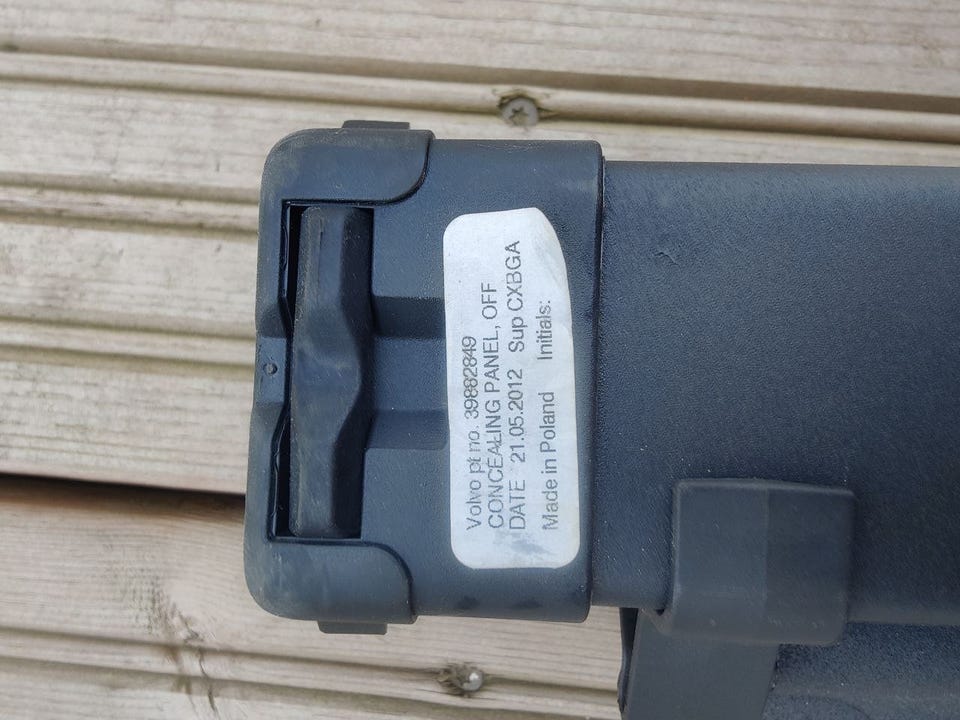 Volvo pt no. 39882849
CONCEALING PANEL, OFF
DATE 21.05.2012 Sup CXBGA
Made in Poland Initials: